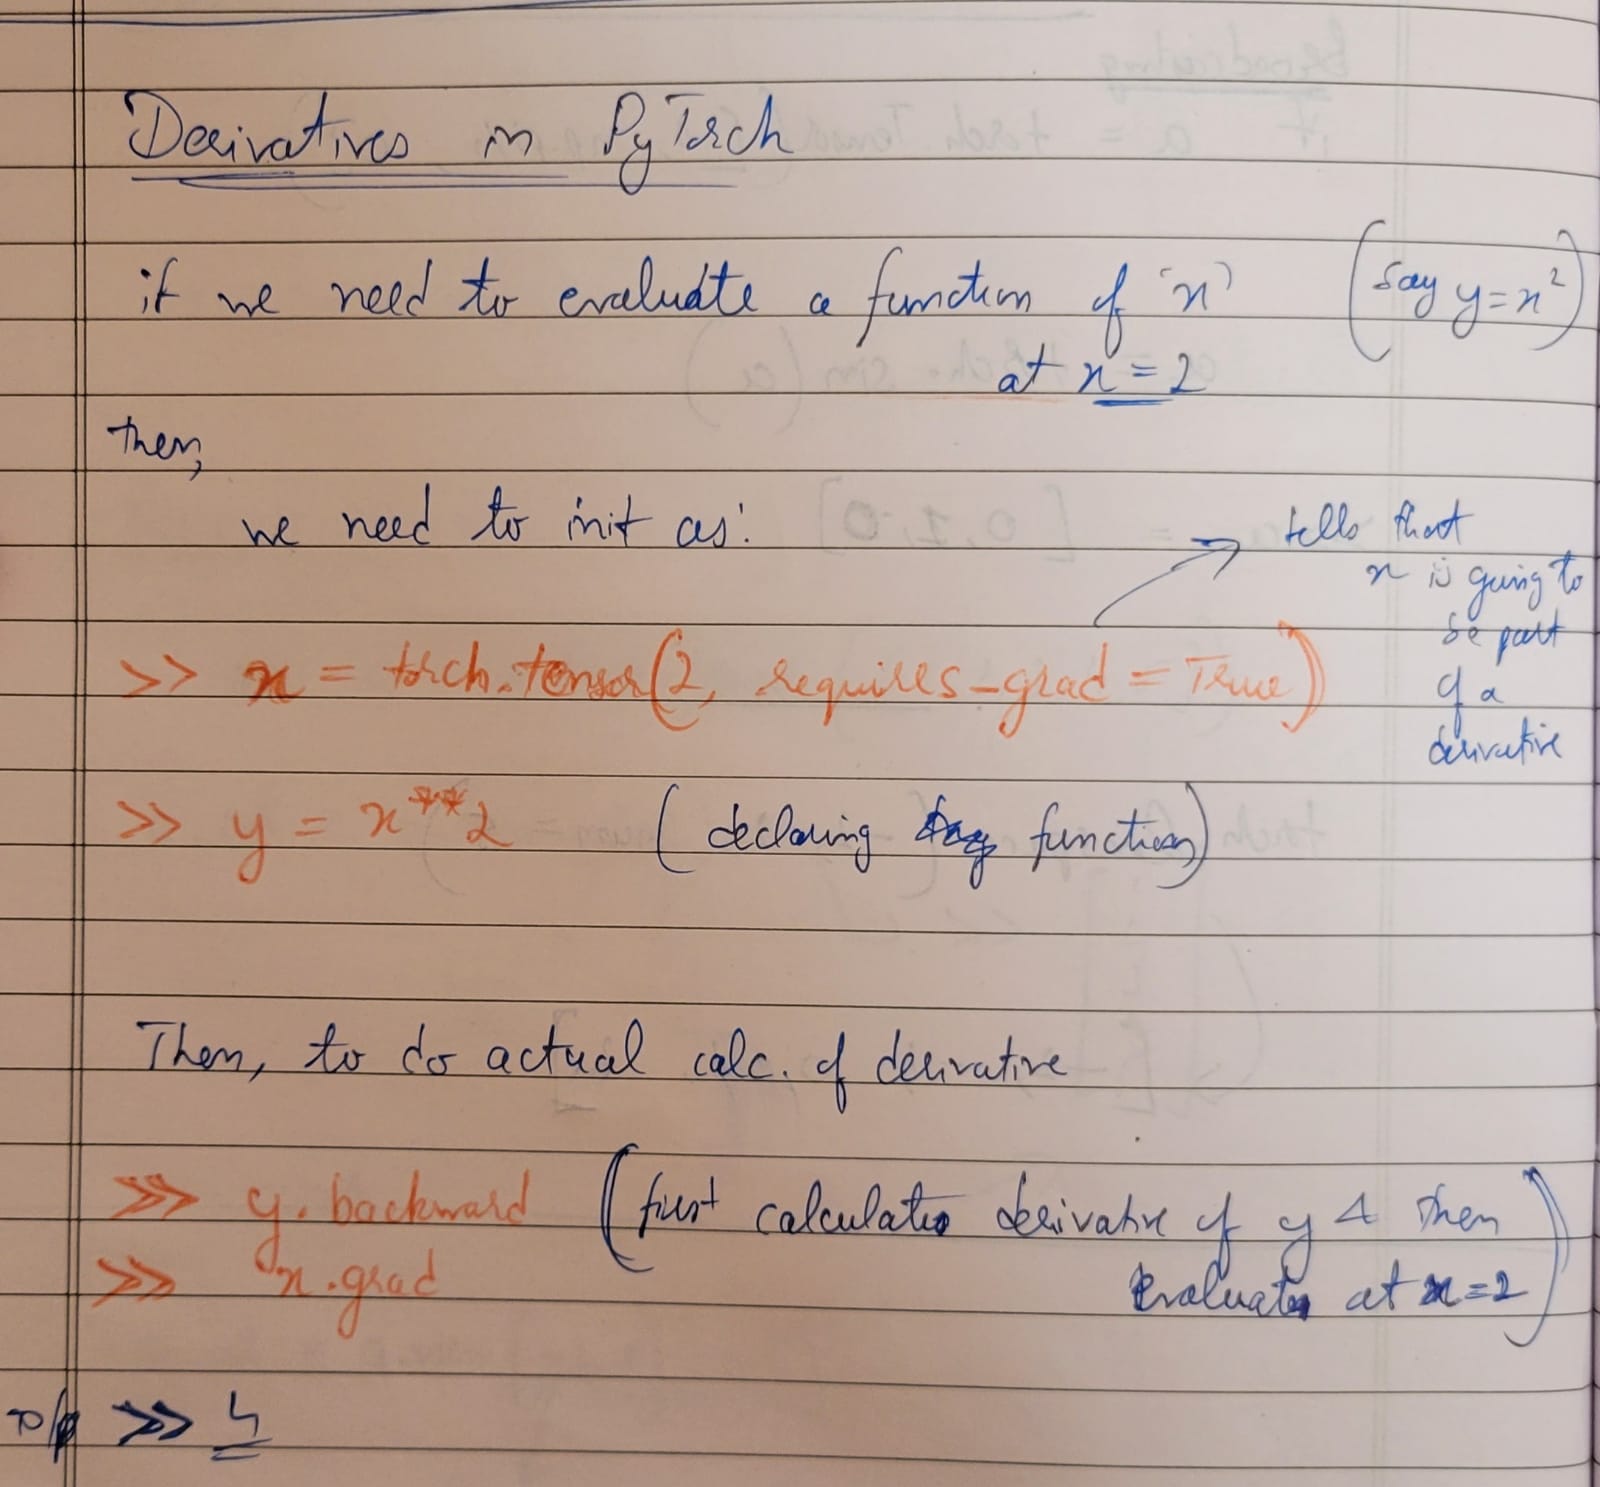 Derivatives in PyTorch
if we need to evaluate a function of 'x' (say y=x²)
at x=2
then,
we need to init as:
tells that
x is going to
be part
of a
derivative
>> x = torch.tensor(2, requires_grad = True)
>> y = x**2 (declaring function)
Then, to do actual calc. of derivative
>>> y.backward (first calculates derivative of y & then
evaluates at x=2)
>>> x.grad
o/p >>> 4